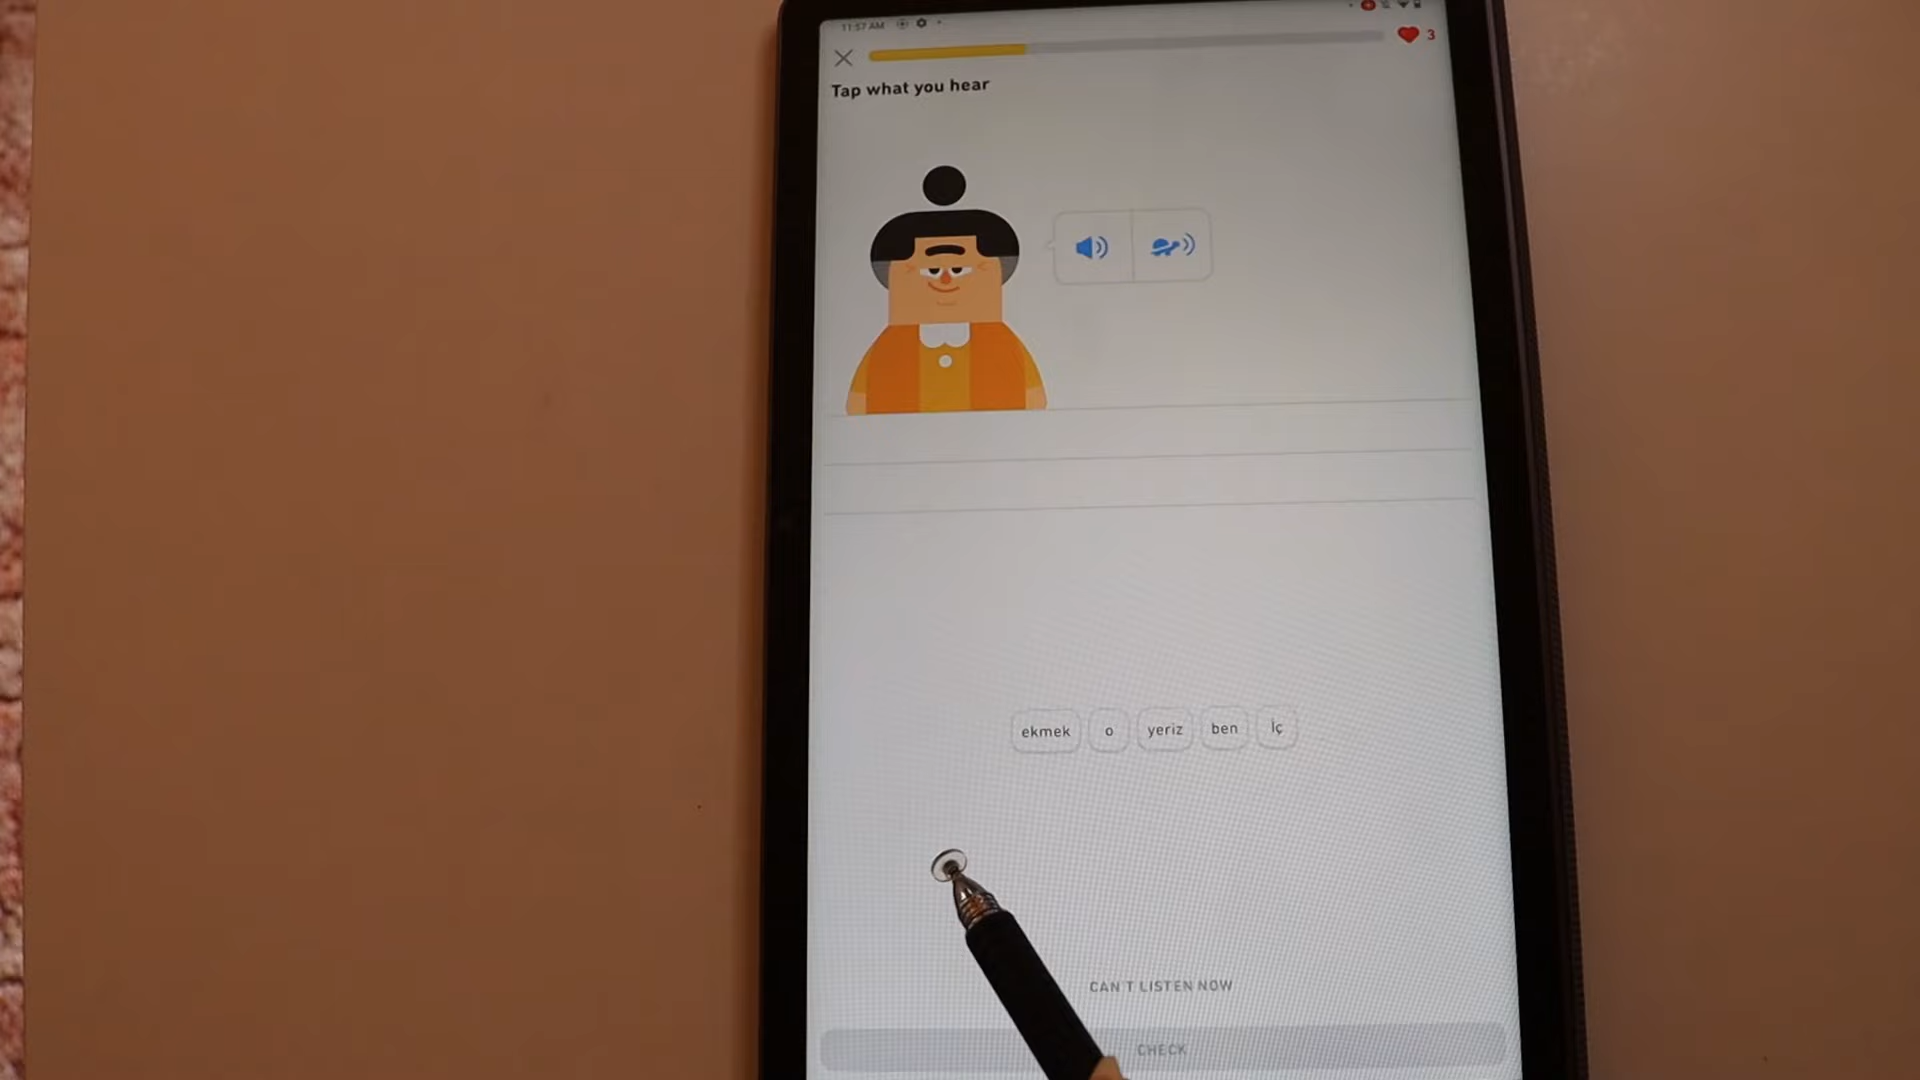 11:57 AM
3
Tap what you hear
ekmek o yeriz ben İç
CAN'T LISTEN NOW
CHECK